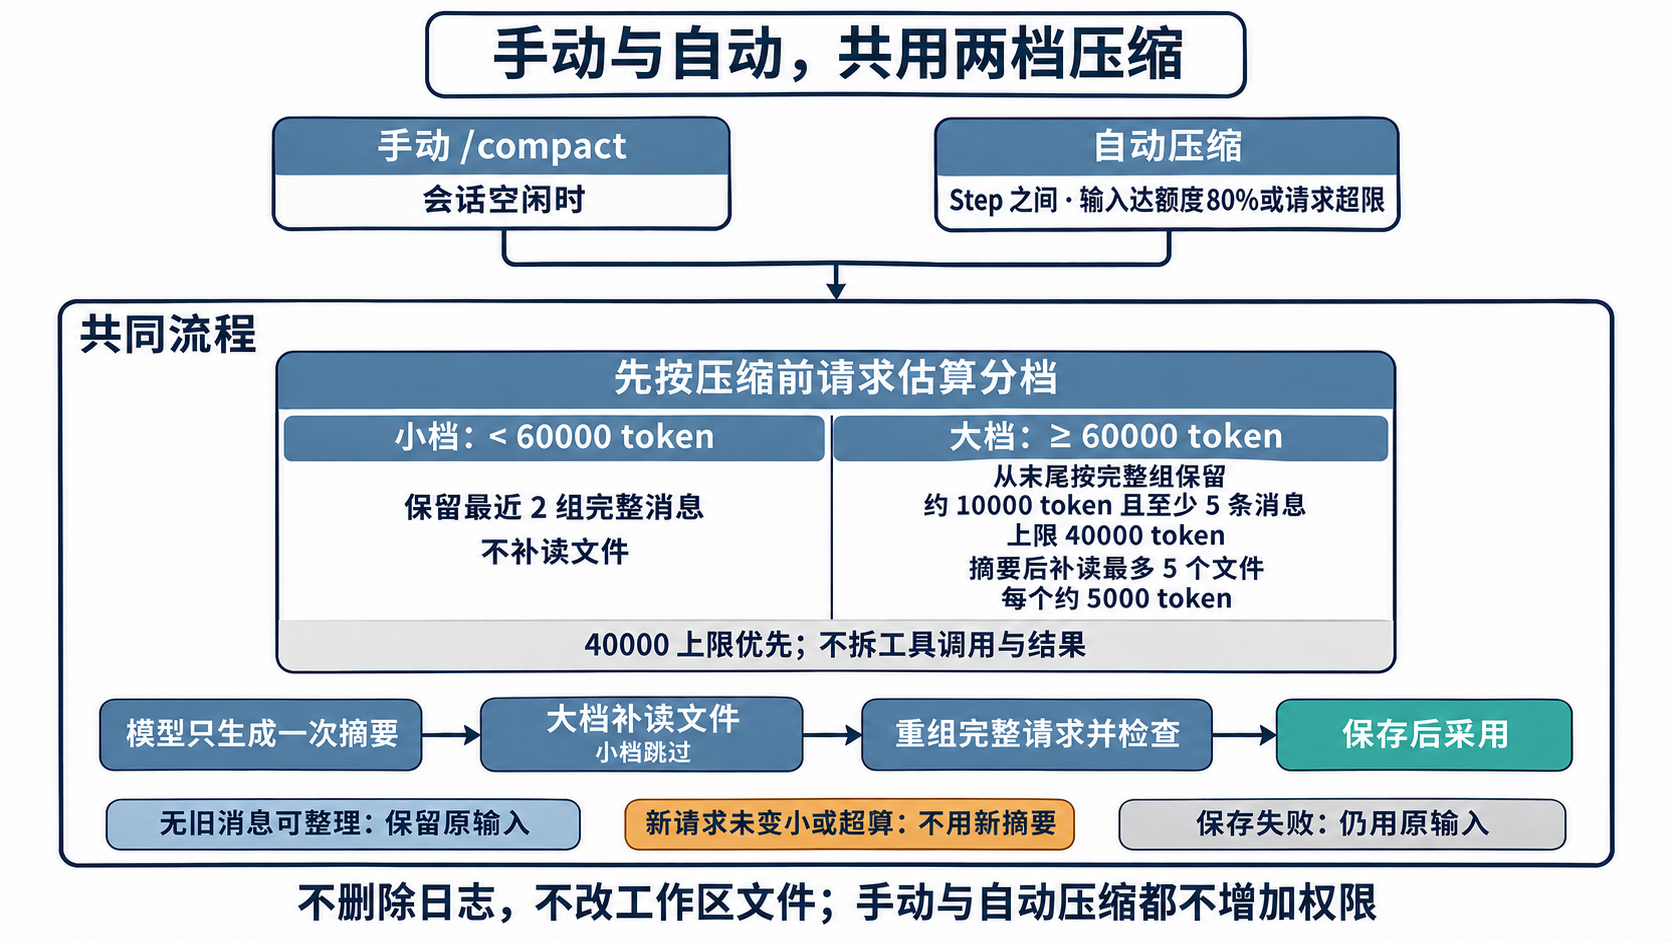 手动与自动，共用两档压缩
手动 /compact
会话空闲时
自动压缩
Step 之间 · 输入达额度80%或请求超限
共同流程
先按压缩前请求估算分档
小档：< 60000 token
保留最近 2 组完整消息
不补读文件
大档：≥ 60000 token
从末尾按完整组保留
约 10000 token 且至少 5 条消息
上限 40000 token
摘要后补读最多 5 个文件
每个约 5000 token
40000 上限优先；不拆工具调用与结果
模型只生成一次摘要
大档补读文件
小档跳过
重组完整请求并检查
保存后采用
无旧消息可整理：保留原输入
新请求未变小或超算：不用新摘要
保存失败：仍用原输入
不删除日志，不改工作区文件；手动与自动压缩都不增加权限